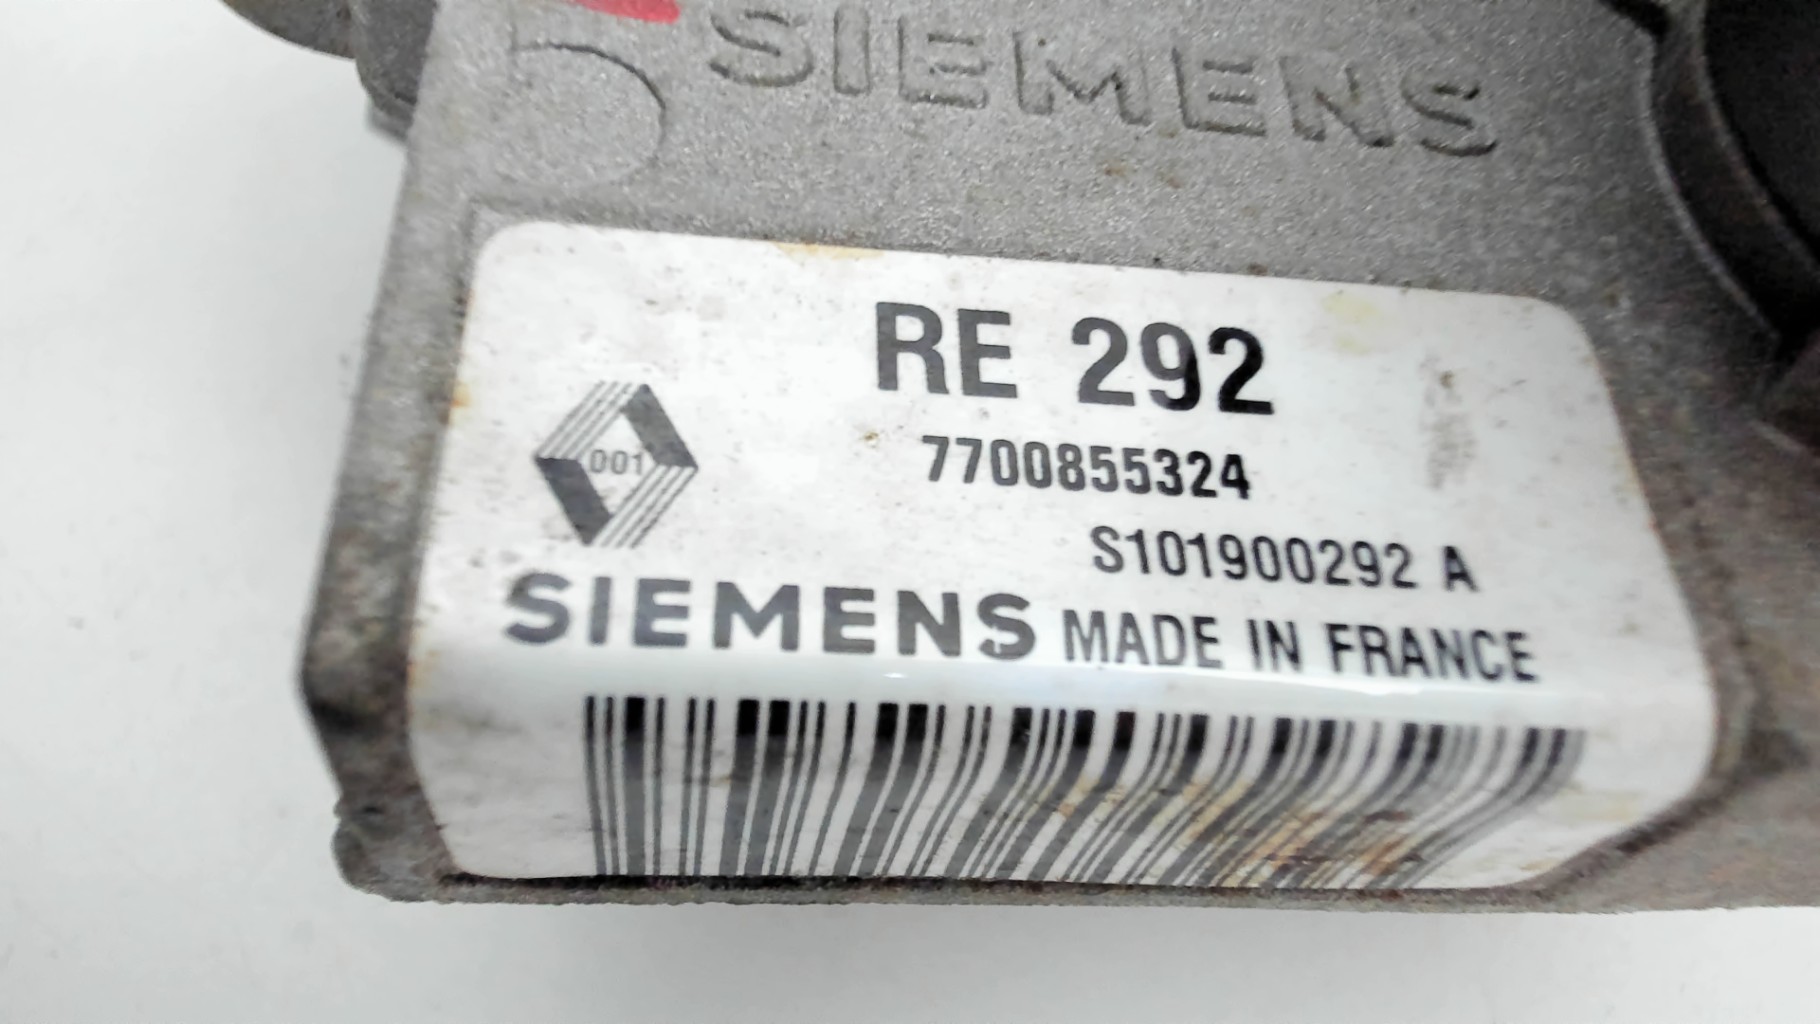 SIEMENS
RE 292
001
7700855324
S101900292 A
SIEMENS MADE IN FRANCE